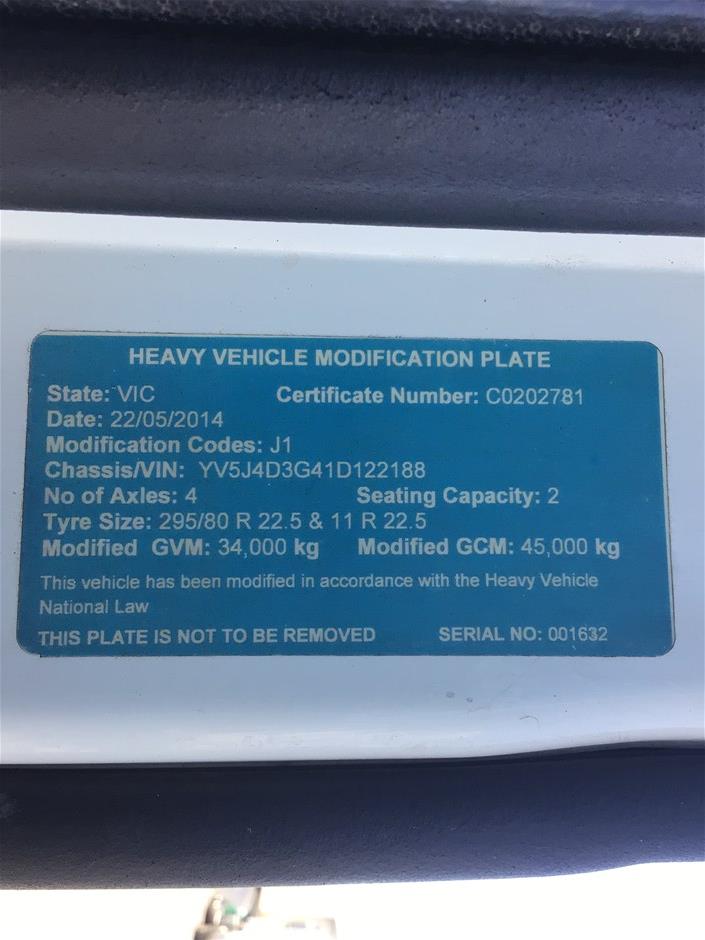 HEAVY VEHICLE MODIFICATION PLATE
State: VIC Certificate Number: C0202781
Date: 22/05/2014
Modification Codes: J1
Chassis/VIN: YV5J4D3G41D122188
No of Axles: 4 Seating Capacity: 2
Tyre Size: 295/80 R 22.5 & 11 R 22.5
Modified GVM: 34,000 kg Modified GCM: 45,000 kg
This vehicle has been modified in accordance with the Heavy Vehicle
National Law
THIS PLATE IS NOT TO BE REMOVED SERIAL NO: 001632